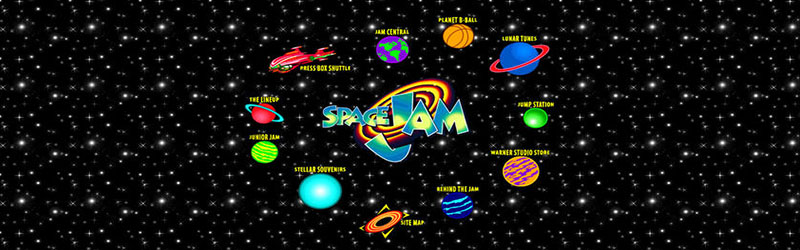 PLANET B-BALL
JAM CENTRAL
LUNAR TUNES
PRESS BOX SHUTTLE
THE LINEUP
SPACE JAM
JUMP STATION
JUNIOR JAM
WARNER STUDIO STORE
STELLAR SOUVENIRS
BEHIND THE JAM
SITE MAP